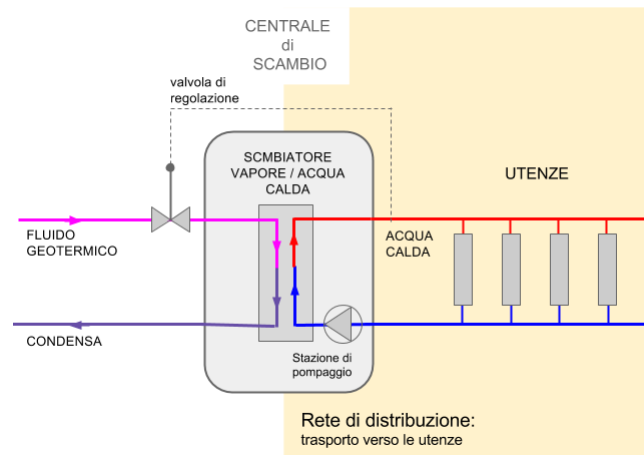 CENTRALE
di
SCAMBIO
valvola di
regolazione
SCMBIATORE
VAPORE / ACQUA
CALDA
UTENZE
FLUIDO
GEOTERMICO
ACQUA
CALDA
CONDENSA
Stazione di
pompaggio
Rete di distribuzione:
trasporto verso le utenze